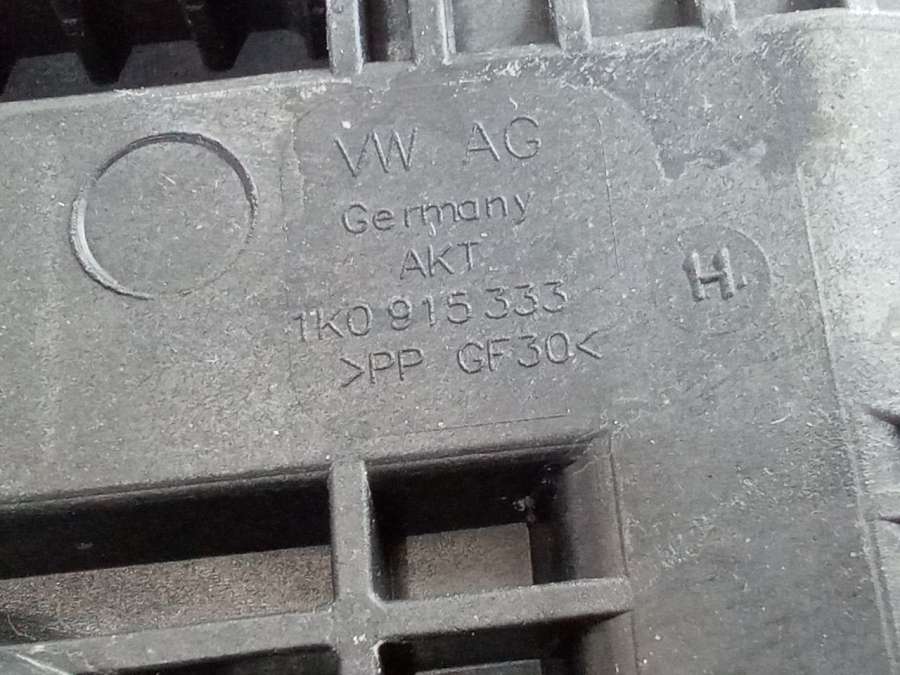 VW AG
Germany
AKT
1K0 915 333
>PP GF30<
H